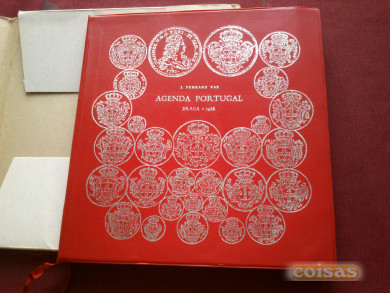 J. FERRARO VAZ
AGENDA PORTUGAL
BRAGA • 1968
coisas